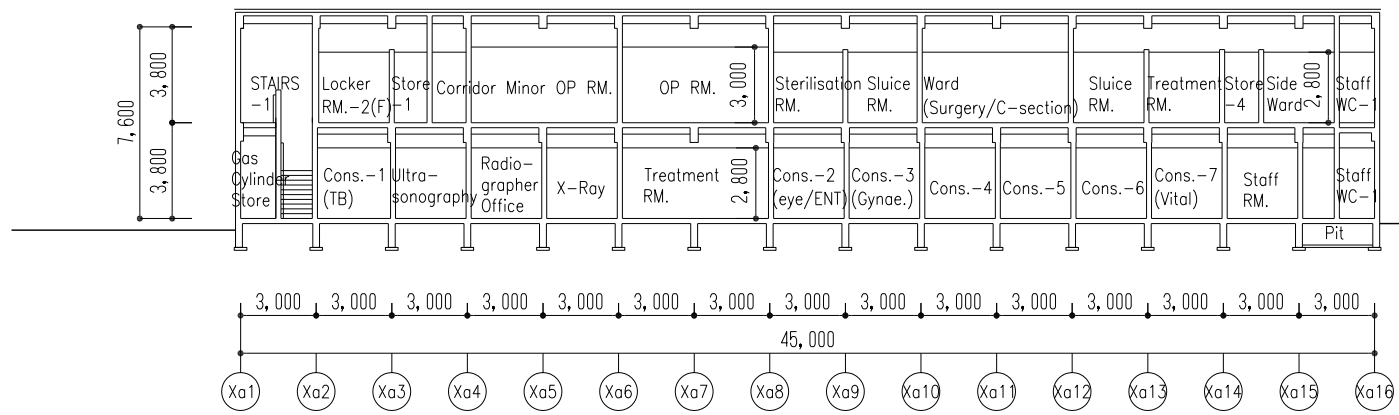 7,600
3,800
3,800
STAIRS
-1
Locker
RM.-2(F)
Store
-1
Corridor
Minor OP RM.
OP RM.
3,000
Sterilisation
RM.
Sluice
RM.
Ward
(Surgery/C-section)
Sluice
RM.
Treatment
RM.
Store
-4
Side
Ward
2,800
Staff
WC-1
Gas
Cylinder
Store
Cons.-1
(TB)
Ultra-
sonography
Radio-
grapher
Office
X-Ray
Treatment
RM.
2,800
Cons.-2
(eye/ENT)
Cons.-3
(Gynae.)
Cons.-4
Cons.-5
Cons.-6
Cons.-7
(Vital)
Staff
RM.
Staff
WC-1
Pit
3,000 3,000 3,000 3,000 3,000 3,000 3,000 3,000 3,000 3,000 3,000 3,000 3,000 3,000 3,000
45,000
Xa1 Xa2 Xa3 Xa4 Xa5 Xa6 Xa7 Xa8 Xa9 Xa10 Xa11 Xa12 Xa13 Xa14 Xa15 Xa16